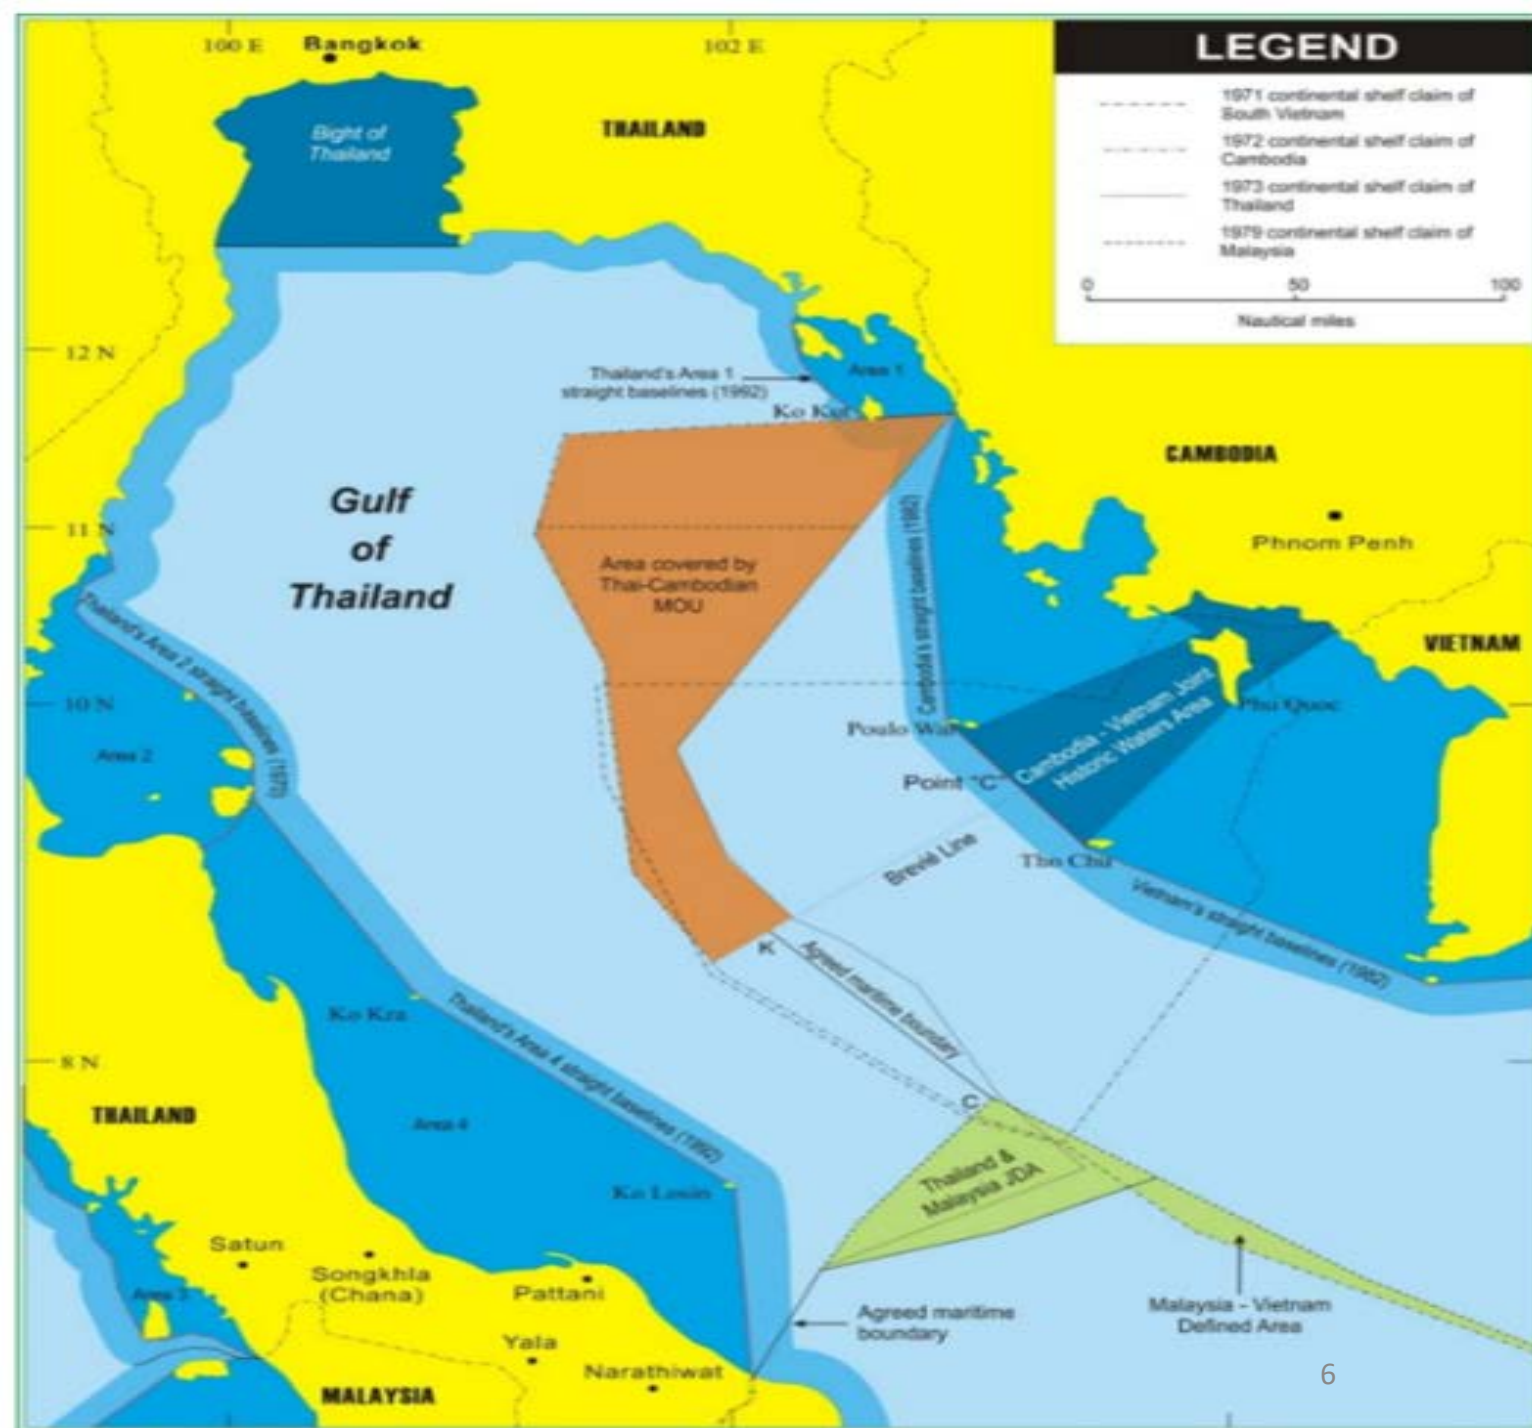 100 E
Bangkok
102 E
LEGEND
1971 continental shelf claim of
South Vietnam
1972 continental shelf claim of
Cambodia
1973 continental shelf claim of
Thailand
1979 continental shelf claim of
Malaysia
0
50
100
Nautical miles
Bight of
Thailand
THAILAND
12 N
Thailand's Area 1
straight baselines (1992)
Area 1
Ko Kut
CAMBODIA
Gulf
of
Thailand
11 N
Area covered by
Thai-Cambodian
MOU
Cambodia's straight baselines (1982)
Phnom Penh
VIETNAM
Thailand's Area 2 straight baselines (1970)
10 N
Area 2
Poulo Wai
Cambodia - Vietnam Joint
Historic Waters Area
Phu Quoc
Point "C"
Tho Chu
Brevié Line
Vietnam's straight baselines (1982)
K
Agreed maritime boundary
Ko Kra
Thailand's Area 4 straight baselines (1992)
8 N
THAILAND
Area 4
C
Thailand &
Malaysia JDA
Ko Losin
Satun
Songkhla
(Chana)
Pattani
Area 3
Agreed maritime
boundary
Malaysia - Vietnam
Defined Area
Yala
Narathiwat
MALAYSIA
6